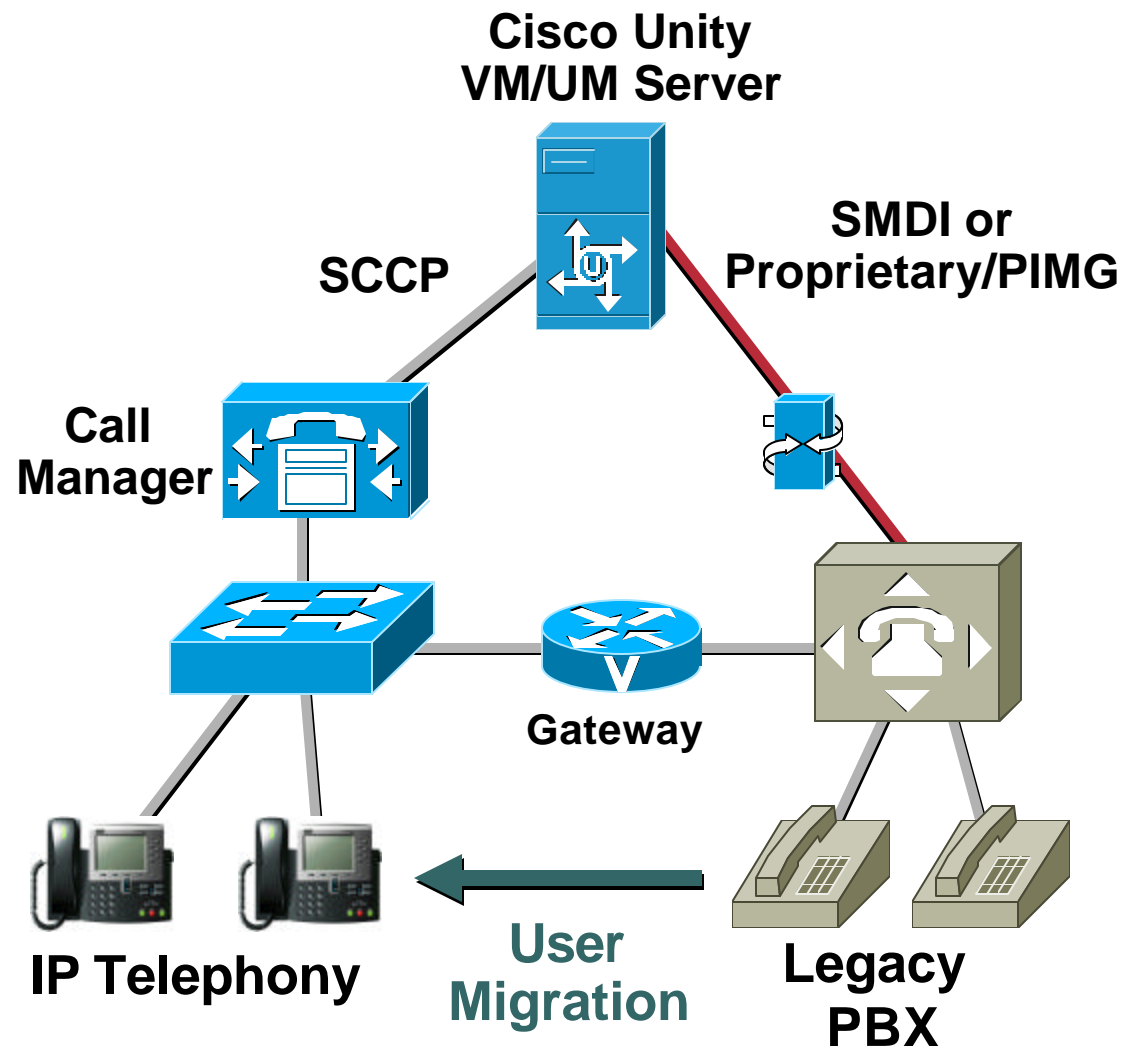 Cisco Unity
VM/UM Server
SMDI or
Proprietary/PIMG
SCCP
Call
Manager
U
V
Gateway
User
Migration
IP Telephony
Legacy
PBX